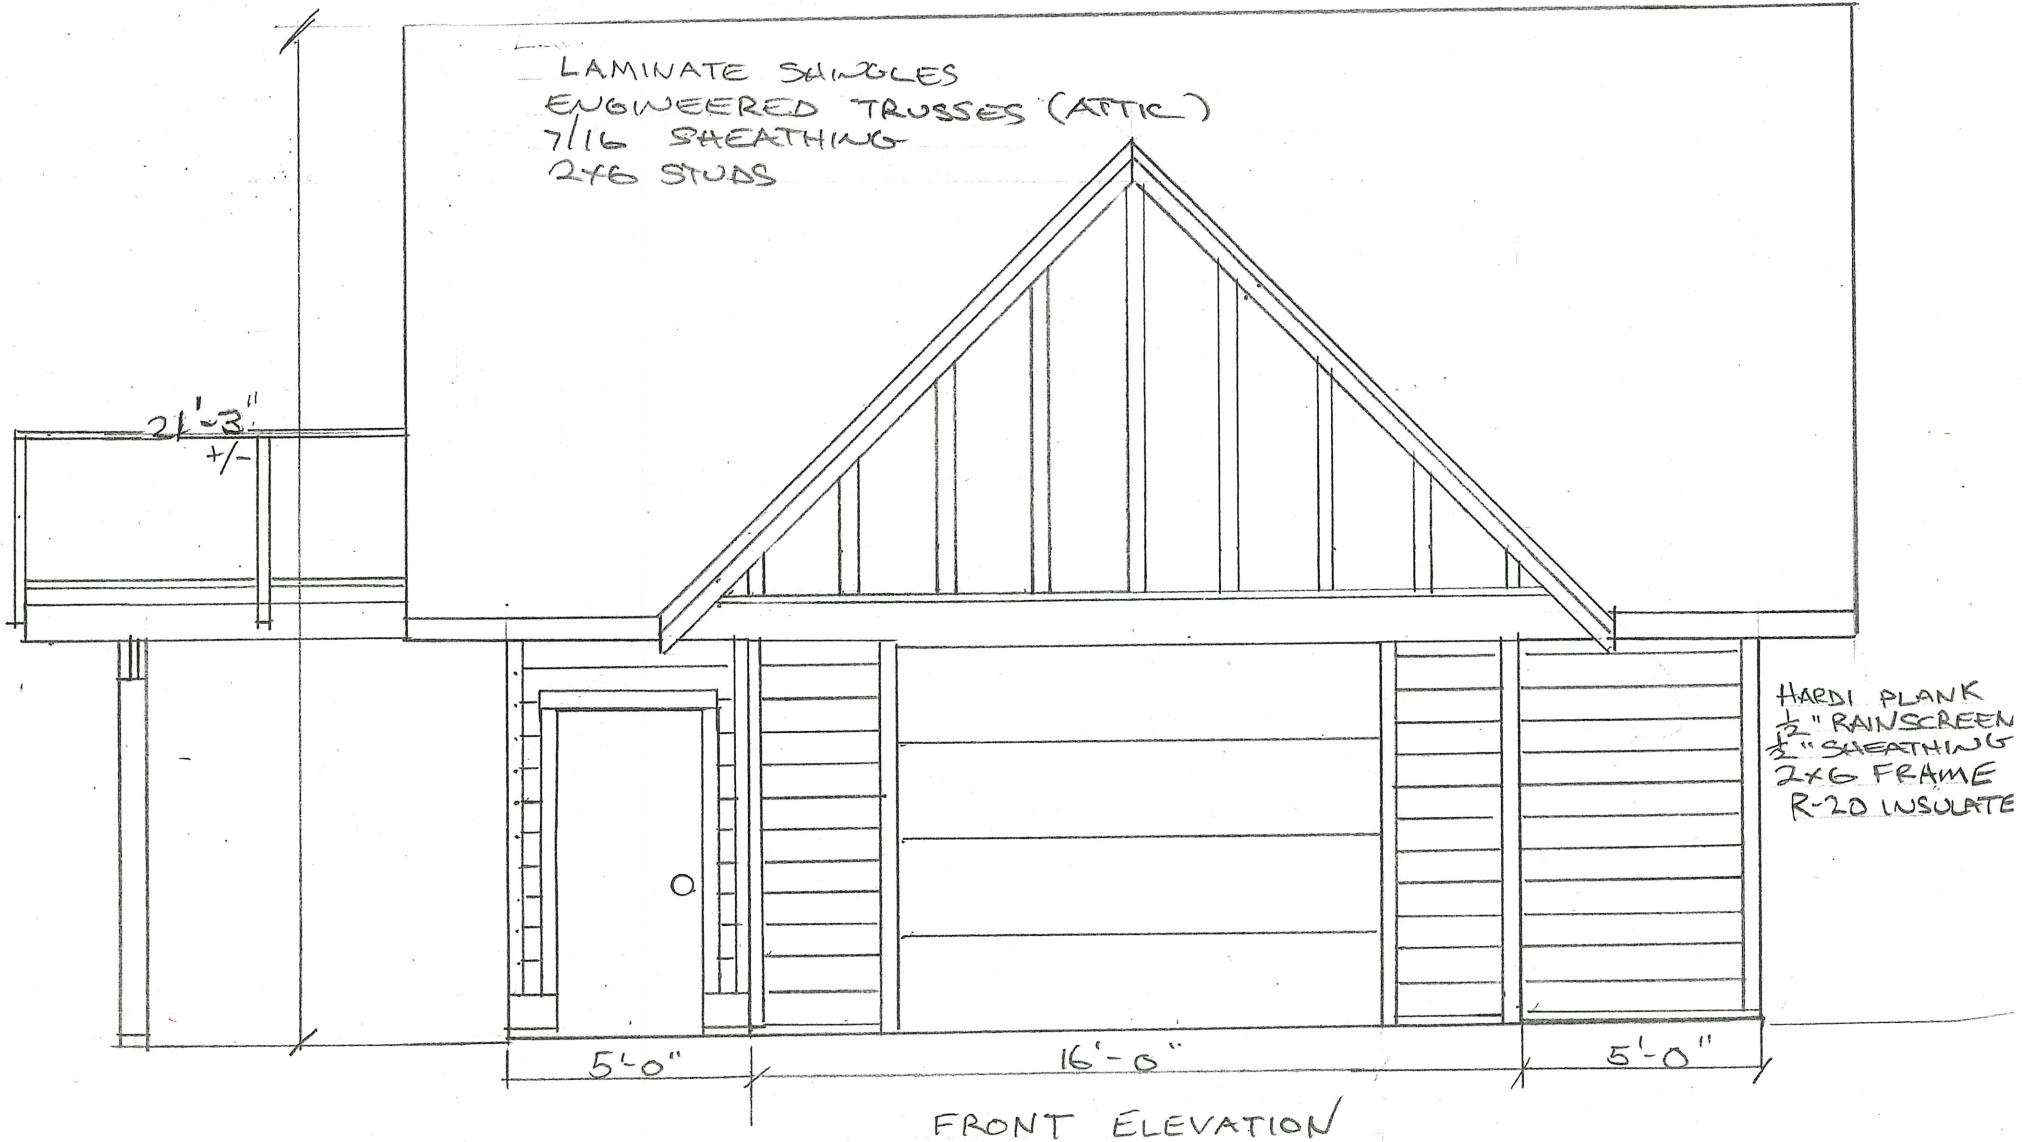 LAMINATE SHINGLES
ENGINEERED TRUSSES (ATTIC)
7/16 SHEATHING
2x6 STUDS
21'-3"
+/-
HARDI PLANK
1/2" RAINSCREEN
1/2" SHEATHING
2x6 FRAME
R-20 INSULATE
5'-0"
16'-0"
5'-0"
FRONT ELEVATION